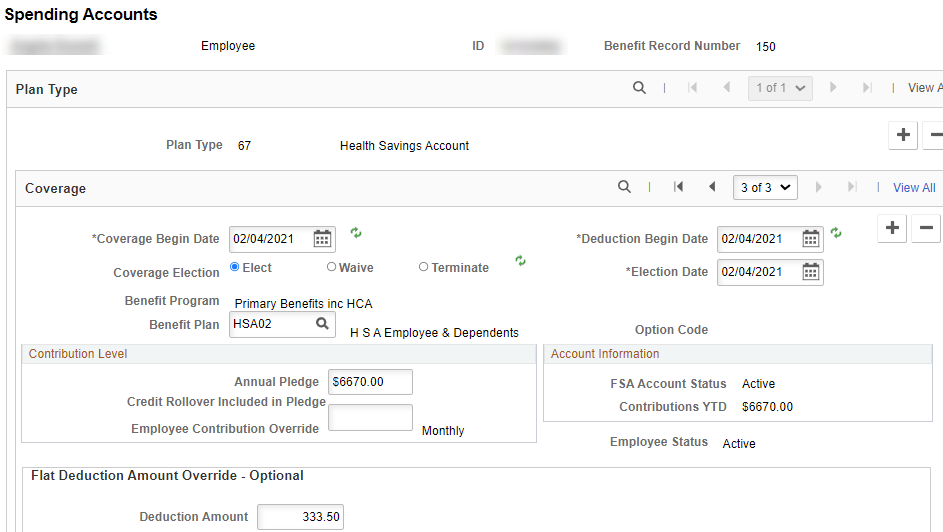 Spending Accounts
Employee ID Benefit Record Number 150
Plan Type 1 of 1 View A
Plan Type 67 Health Savings Account
Coverage 3 of 3 View All
*Coverage Begin Date 02/04/2021 *Deduction Begin Date 02/04/2021
Coverage Election Elect Waive Terminate *Election Date 02/04/2021
Benefit Program Primary Benefits inc HCA
Benefit Plan HSA02 H S A Employee & Dependents Option Code
Contribution Level Account Information
Annual Pledge $6670.00 FSA Account Status Active
Credit Rollover Included in Pledge Contributions YTD $6670.00
Employee Contribution Override Monthly Employee Status Active
Flat Deduction Amount Override - Optional
Deduction Amount 333.50